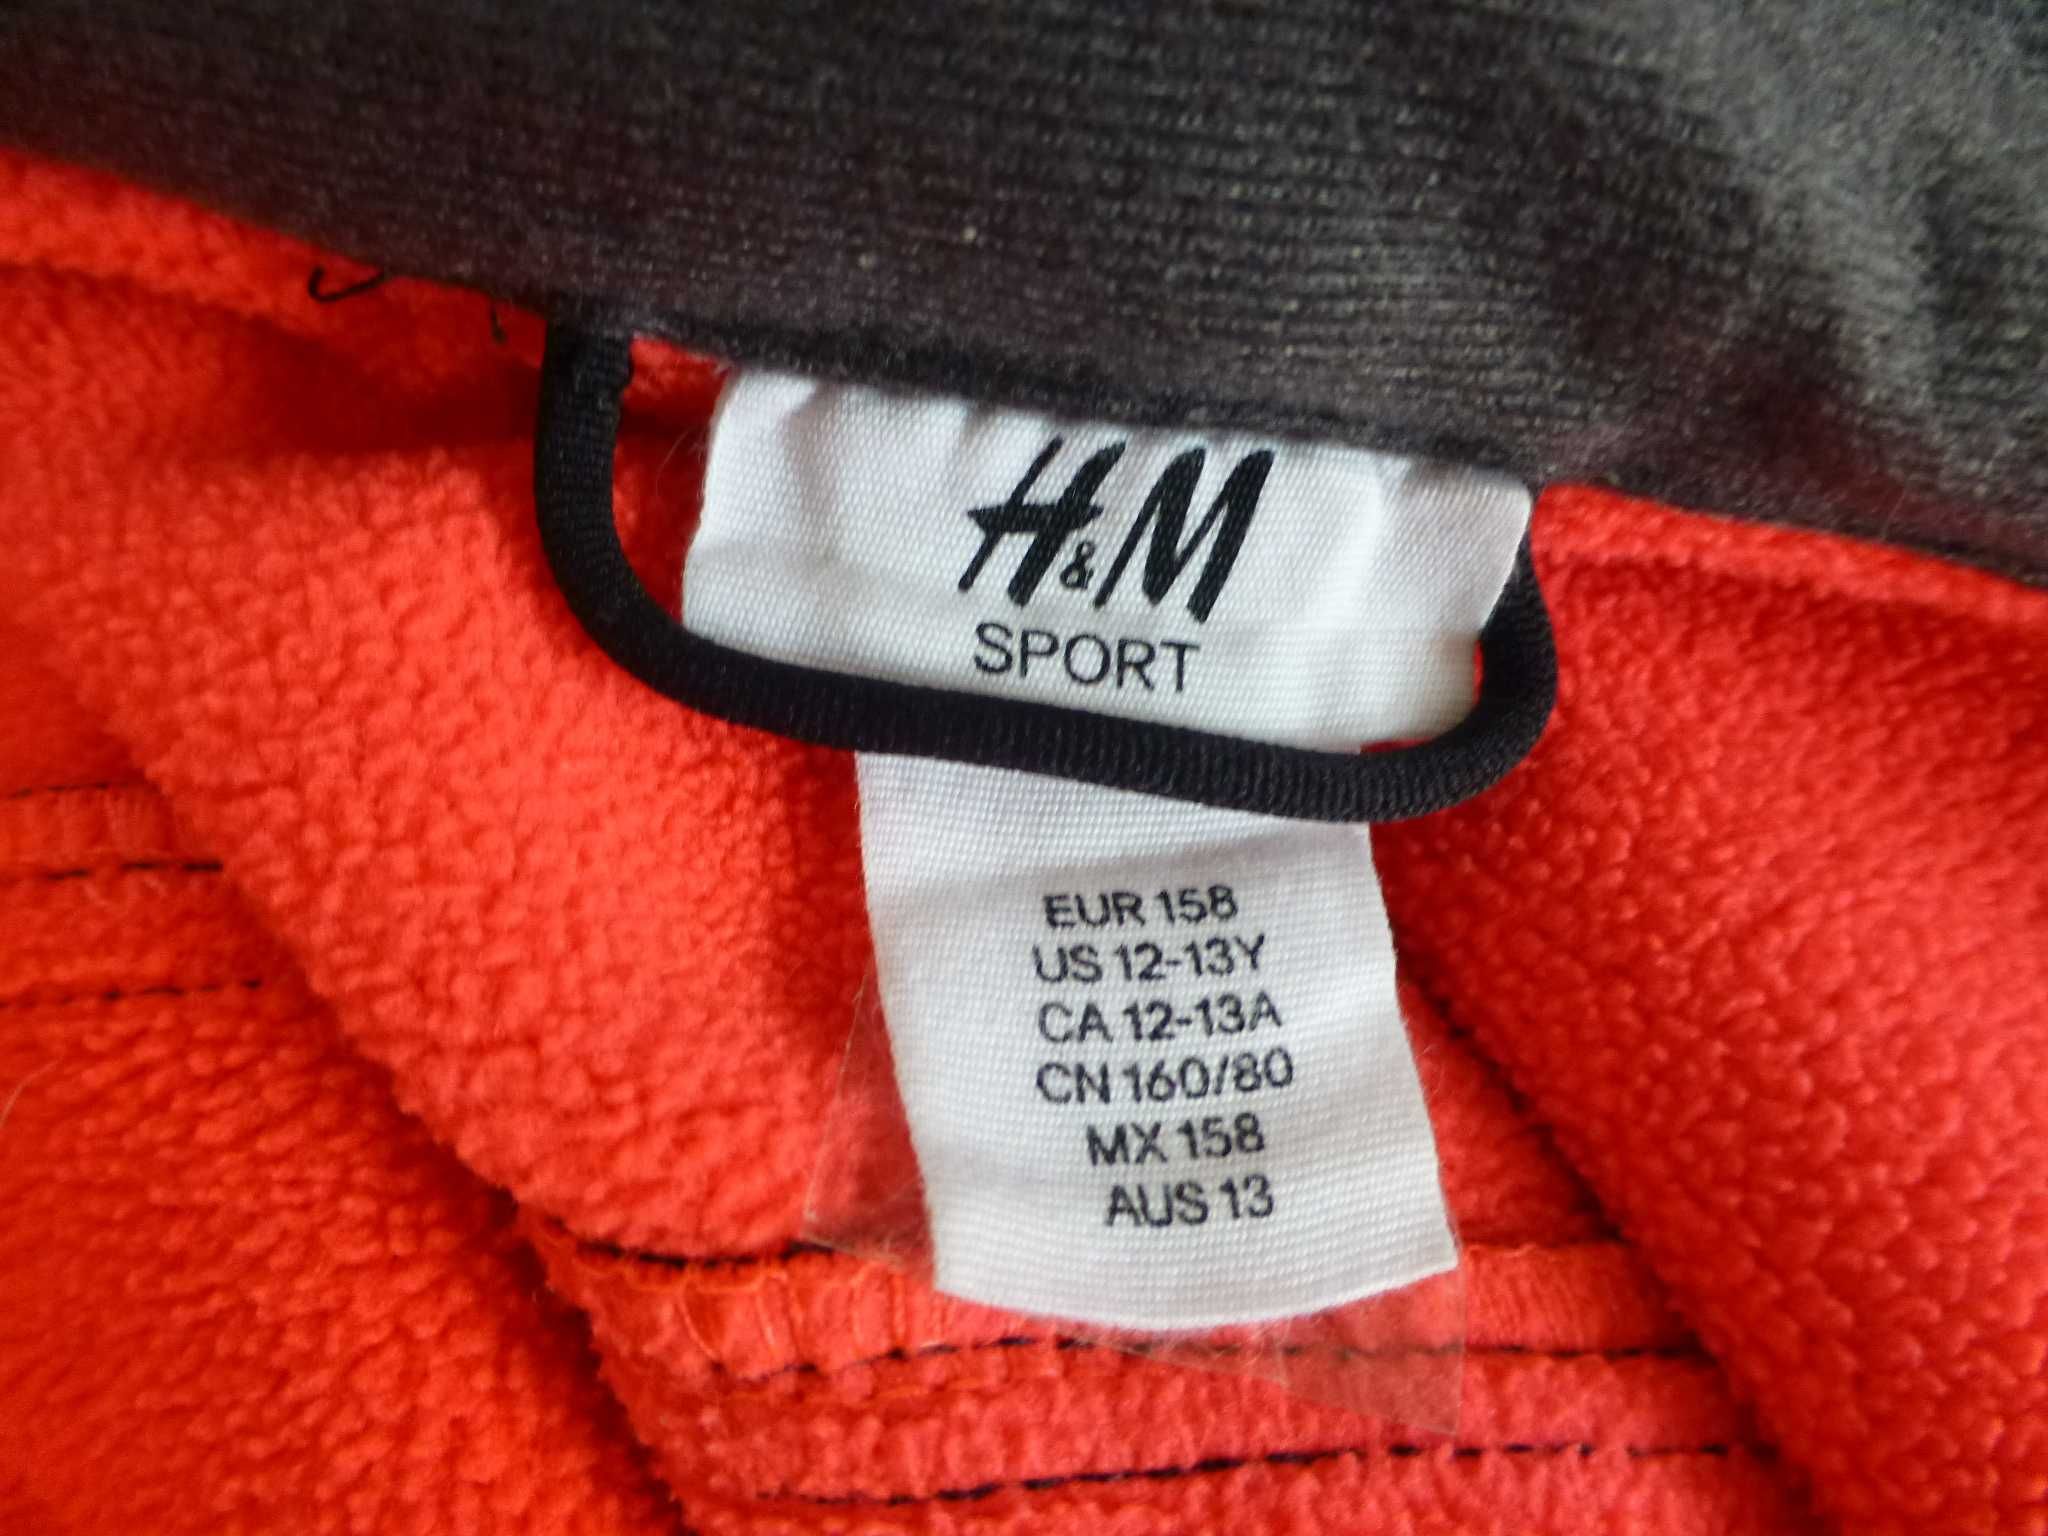 H&M
SPORT
EUR 158
US 12-13Y
CA 12-13A
CN 160/80
MX 158
AUS 13